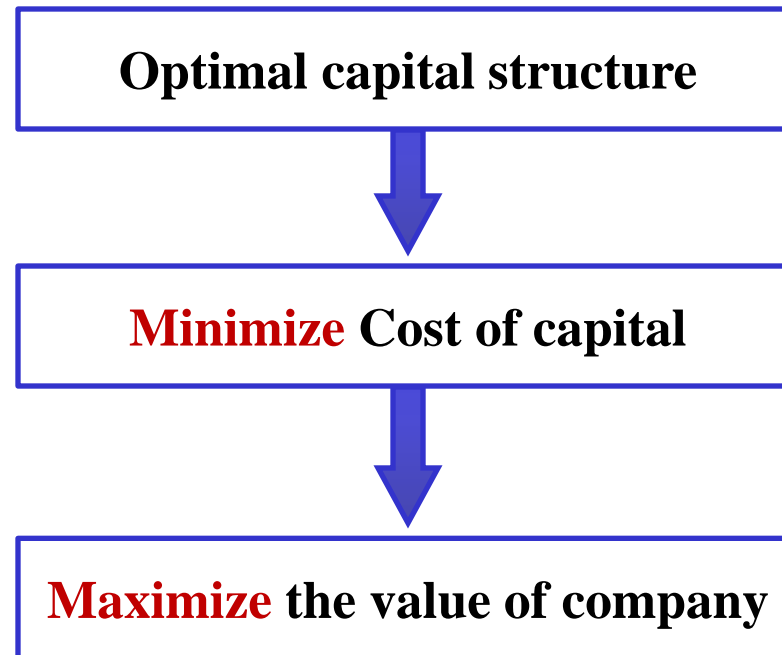 Optimal capital structure
Minimize Cost of capital
Maximize the value of company